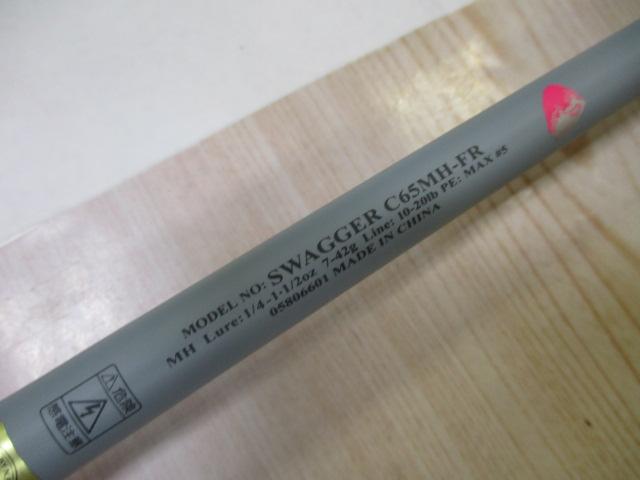 MODEL NO: SWAGGER C65MH-FR
MH Lure:1/4-1-1/2oz 7-42g Line: 10-20lb PE: MAX #5
05806601 MADE IN CHINA
危険
感電注意